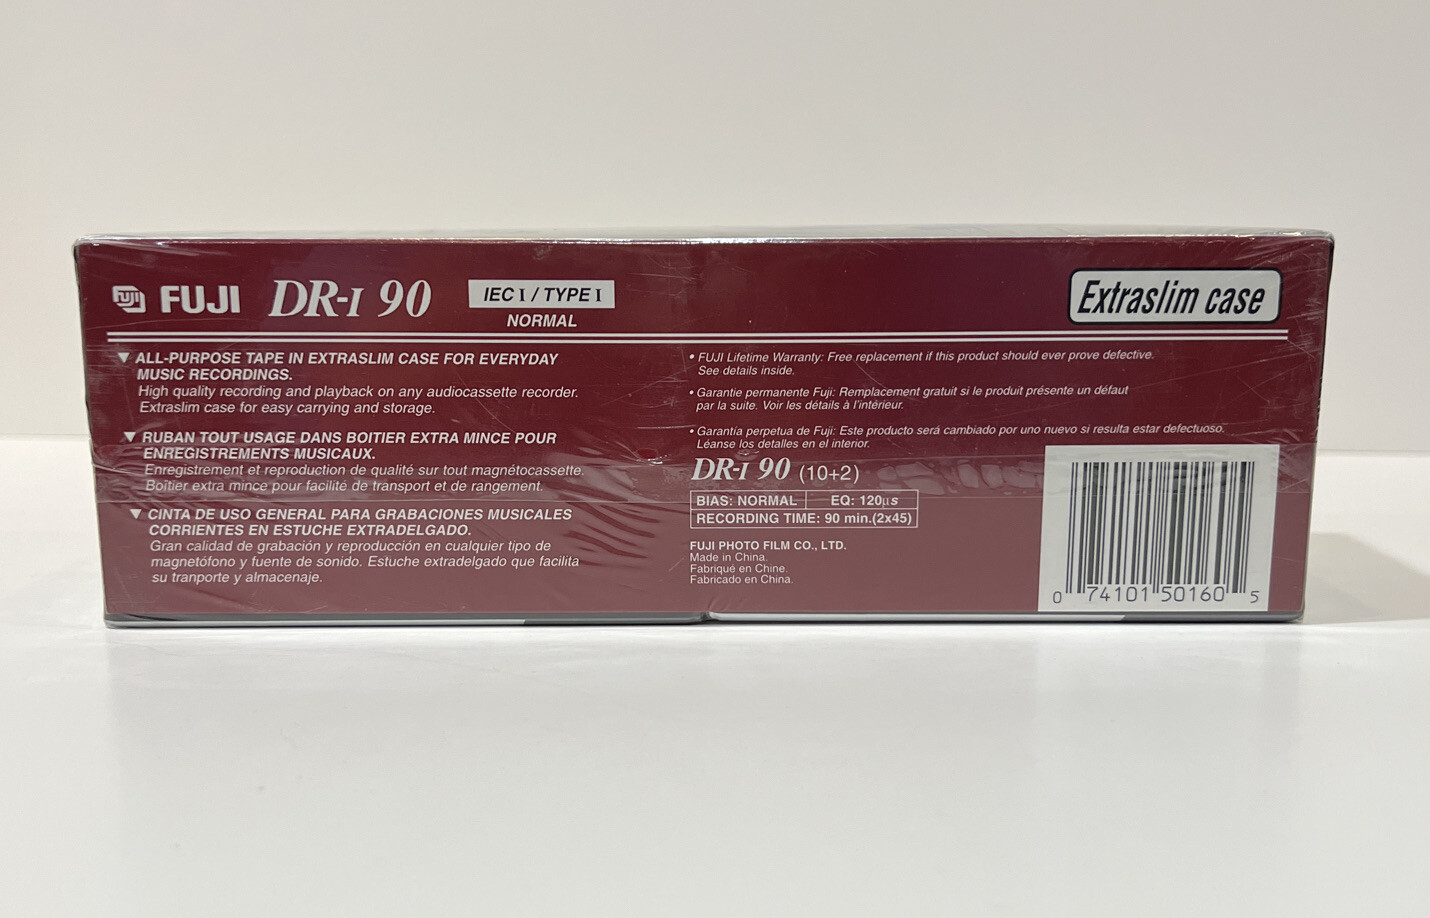 FUJI FUJI DR-I 90 IEC I / TYPE I
NORMAL
Extraslim case
▼ ALL-PURPOSE TAPE IN EXTRASLIM CASE FOR EVERYDAY
MUSIC RECORDINGS.
High quality recording and playback on any audiocassette recorder.
Extraslim case for easy carrying and storage.
▼ RUBAN TOUT USAGE DANS BOITIER EXTRA MINCE POUR
ENREGISTREMENTS MUSICAUX.
Enregistrement et reproduction de qualité sur tout magnétocassette.
Boitier extra mince pour facilité de transport et de rangement.
▼ CINTA DE USO GENERAL PARA GRABACIONES MUSICALES
CORRIENTES EN ESTUCHE EXTRADELGADO.
Gran calidad de grabación y reproducción en cualquier tipo de
magnetófono y fuente de sonido. Estuche extradelgado que facilita
su tranporte y almacenaje.
• FUJI Lifetime Warranty: Free replacement if this product should ever prove defective.
See details inside.
• Garantie permanente Fuji: Remplacement gratuit si le produit présente un défaut
par la suite. Voir les détails à l'intérieur.
• Garantía perpetua de Fuji: Este producto será cambiado por uno nuevo si resulta estar defectuoso.
Léanse los detalles en el interior.
DR-I 90 (10+2)
BIAS: NORMAL EQ: 120µs
RECORDING TIME: 90 min.(2x45)
FUJI PHOTO FILM CO., LTD.
Made in China.
Fabriqué en Chine.
Fabricado en China.
0 74101 50160 5